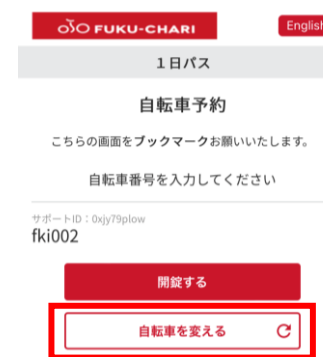 FUKU-CHARI
English
1日パス
自転車予約
こちらの画面をブックマークお願いいたします。
自転車番号を入力してください
サポートID：0xjy79plow
fki002
開錠する
自転車を変える